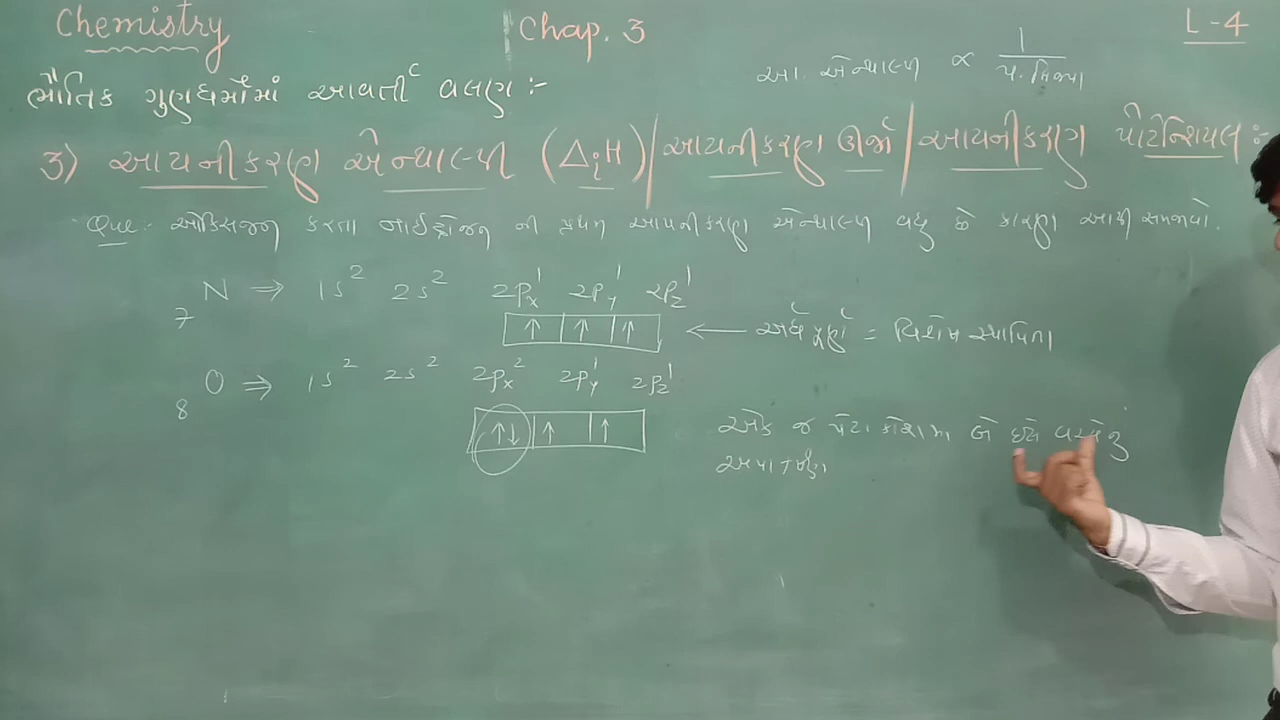 Chemistry
Chap. 3
L-4
ભૌતિક ગુણધર્મોમાં આવર્તી વલણ :-
આ. એન્થાલ્પી ∝ 1 / પ. ત્રિજ્યા
3) આયનીકરણ એન્થાલ્પી (ΔiH) / આયનીકરણ ઊર્જા / આયનીકરણ પોટેન્શિયલ :-
Que :- ઓક્સિજન કરતા નાઈટ્રોજન ની પ્રથમ આયનીકરણ એન્થાલ્પી વધુ છે કારણ આપી સમજાવો.
₇N ⇒ 1s² 2s² 2px¹ 2py¹ 2pz¹
↑ ↑ ↑ ← અર્ધપૂર્ણ = વિશેષ સ્થાયિતા
₈O ⇒ 1s² 2s² 2px² 2py¹ 2pz¹
↑↓ ↑ ↑
એક જ પેટા કોશમા બે ઇલે વચ્ચેનું
અપાકર્ષણ